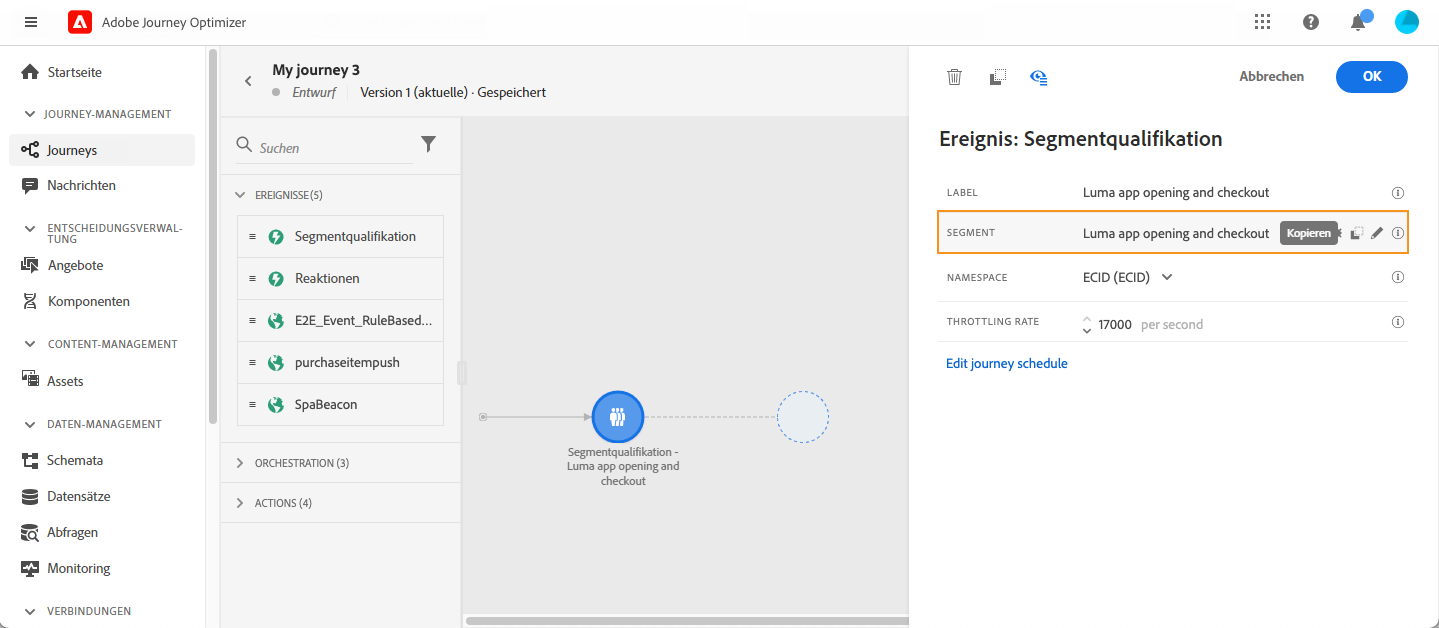 Adobe Journey Optimizer
Startseite
JOURNEY-MANAGEMENT
Journeys
Nachrichten
ENTSCHEIDUNGSVERWAL-
TUNG
Angebote
Komponenten
CONTENT-MANAGEMENT
Assets
DATEN-MANAGEMENT
Schemata
Datensätze
Abfragen
Monitoring
VERBINDUNGEN
My journey 3
Entwurf
Version 1 (aktuelle) · Gespeichert
Suchen
EREIGNISSE(5)
Segmentqualifikation
Reaktionen
E2E_Event_RuleBased...
purchaseitempush
SpaBeacon
ORCHESTRATION (3)
ACTIONS (4)
Segmentqualifikation -
Luma app opening and
checkout
Abbrechen
OK
Ereignis: Segmentqualifikation
LABEL
Luma app opening and checkout
SEGMENT
Luma app opening and checkout
Kopieren
NAMESPACE
ECID (ECID)
THROTTLING RATE
17000 per second
Edit journey schedule